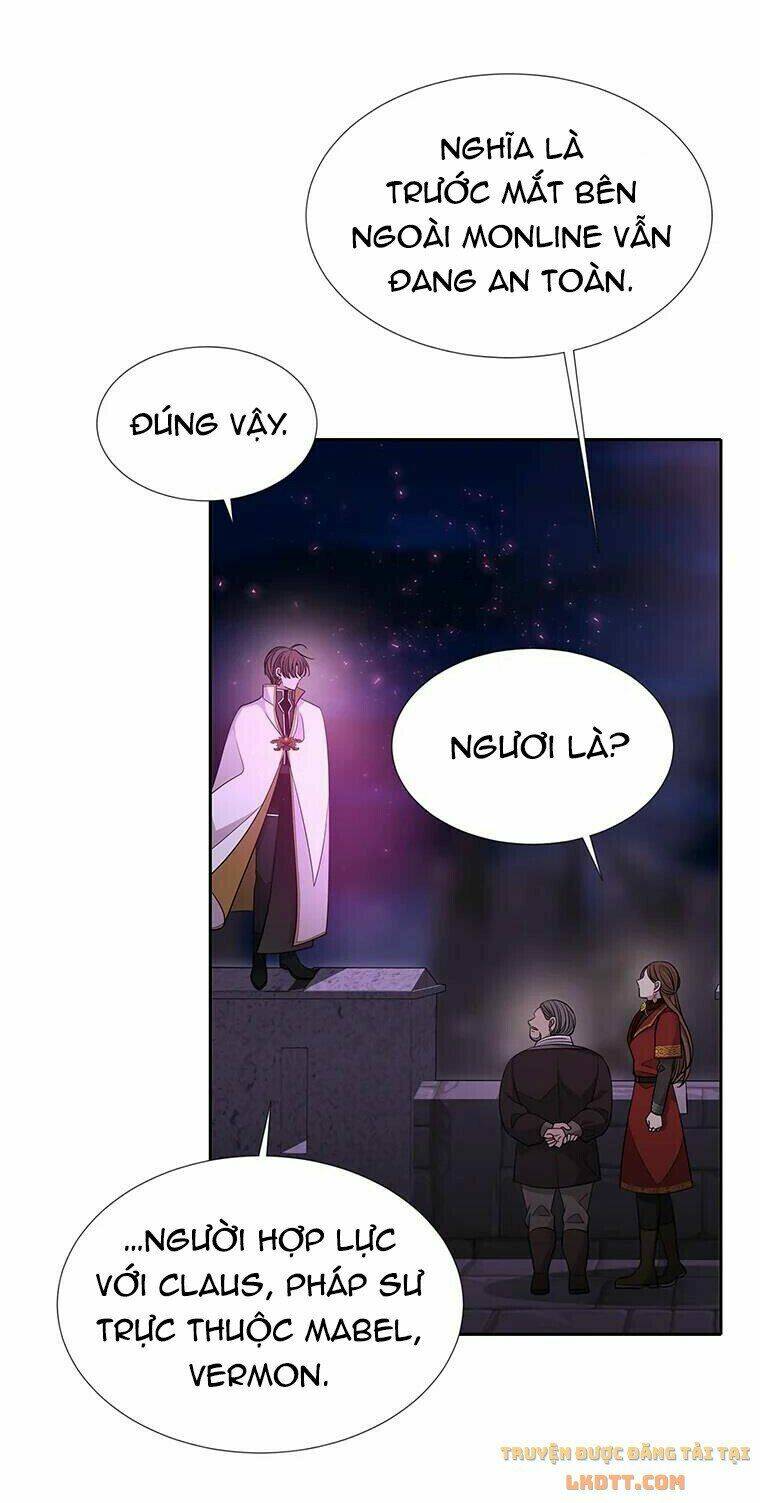 NGHĨA LÀ
TRƯỚC MẮT BÊN
NGOÀI MONLINE VẪN
ĐANG AN TOÀN.
ĐÚNG VẬY.
NGƯƠI LÀ?
...NGƯỜI HỢP LỰC
VỚI CLAUS, PHÁP SƯ
TRỰC THUỘC MABEL,
VERMON.
TRUYỆN ĐƯỢC ĐĂNG TẢI TẠI
LKDTT.COM